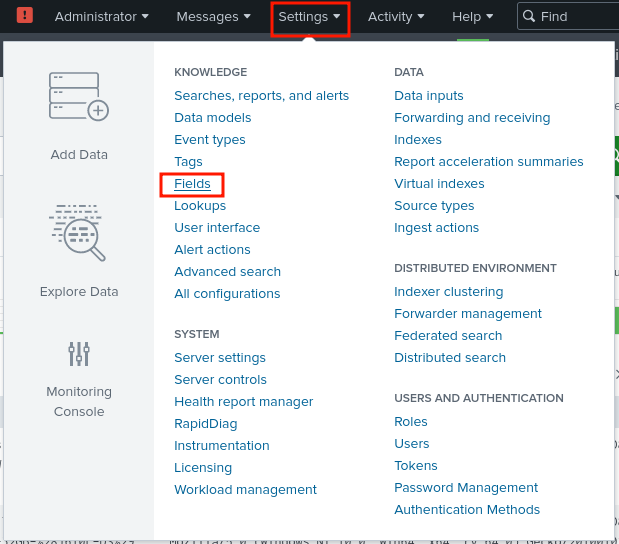 Administrator
Messages
Settings
Activity
Help
Find
Add Data
Explore Data
Monitoring
Console
KNOWLEDGE
Searches, reports, and alerts
Data models
Event types
Tags
Fields
Lookups
User interface
Alert actions
Advanced search
All configurations
SYSTEM
Server settings
Server controls
Health report manager
RapidDiag
Instrumentation
Licensing
Workload management
DATA
Data inputs
Forwarding and receiving
Indexes
Report acceleration summaries
Virtual indexes
Source types
Ingest actions
DISTRIBUTED ENVIRONMENT
Indexer clustering
Forwarder management
Federated search
Distributed search
USERS AND AUTHENTICATION
Roles
Users
Tokens
Password Management
Authentication Methods